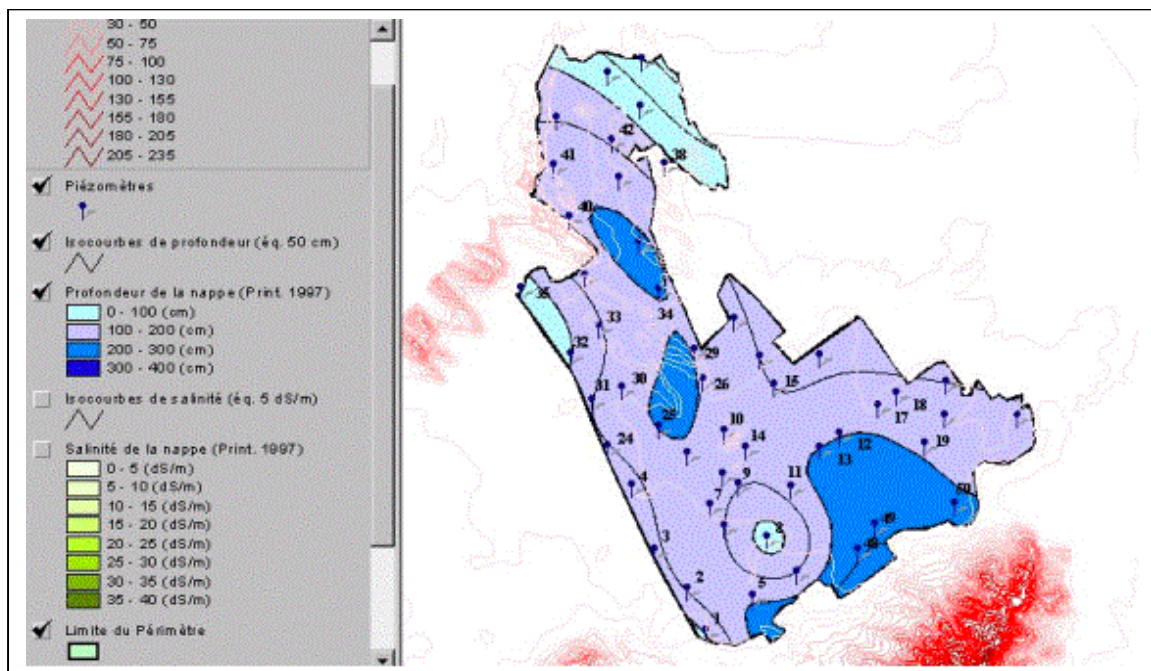 30 - 50
50 - 75
75 - 100
100 - 130
130 - 155
155 - 180
180 - 205
205 - 235
Piézomètres
Isocourbes de profondeur (éq. 50 cm)
Profondeur de la nappe (Print. 1997)
0 - 100 (cm)
100 - 200 (cm)
200 - 300 (cm)
300 - 400 (cm)
Isocourbes de salinité (éq. 5 dS/m)
Salinité de la nappe (Print. 1997)
0 - 5 (dS/m)
5 - 10 (dS/m)
10 - 15 (dS/m)
15 - 20 (dS/m)
20 - 25 (dS/m)
25 - 30 (dS/m)
30 - 35 (dS/m)
35 - 40 (dS/m)
Limite du Périmètre
42
38
41
40
35
34
33
32
29
31
30
26
15
18
17
10
24
14
12
13
19
4
9
11
7
50
49
8
3
48
2
5
1